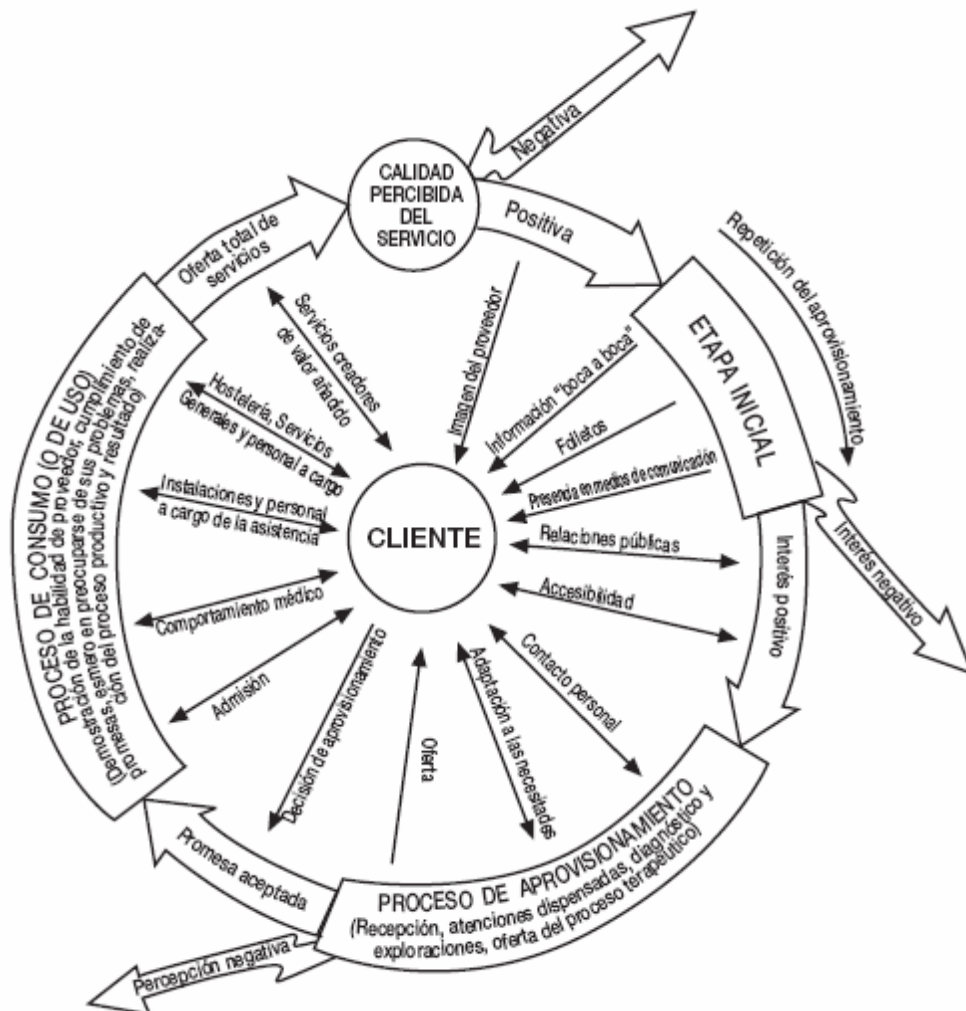 Negativa
CALIDAD
PERCIBIDA
DEL
SERVICIO
Positiva
Repetición del aprovisionamiento
ETAPA INICIAL
Interés negativo
Interés positivo
PROCESO DE APROVISIONAMIENTO
(Recepción, atenciones dispensadas, diagnóstico y
exploraciones, oferta del proceso terapéutico)
Percepción negativa
Promesa aceptada
PROCESO DE CONSUMO (O DE USO)
(Demostración de la habilidad de proveedor, cumplimiento de
promesas, esmero en preocuparse de sus problemas, realiza-
ción del proceso productivo y resultado)
Oferta total de
servicios
Servicios creadores
de valor añadido
Imagen del proveedor
Información "boca a boca"
Folletos
Presencia en medios de comunicación
Relaciones públicas
Accesibilidad
Contacto personal
Adaptación a las necesidades
Oferta
Decisión de aprovisionamiento
Admisión
Comportamiento médico
Instalaciones y personal
a cargo de la asistencia
Hostelería, Servicios
Generales y personal a cargo
CLIENTE